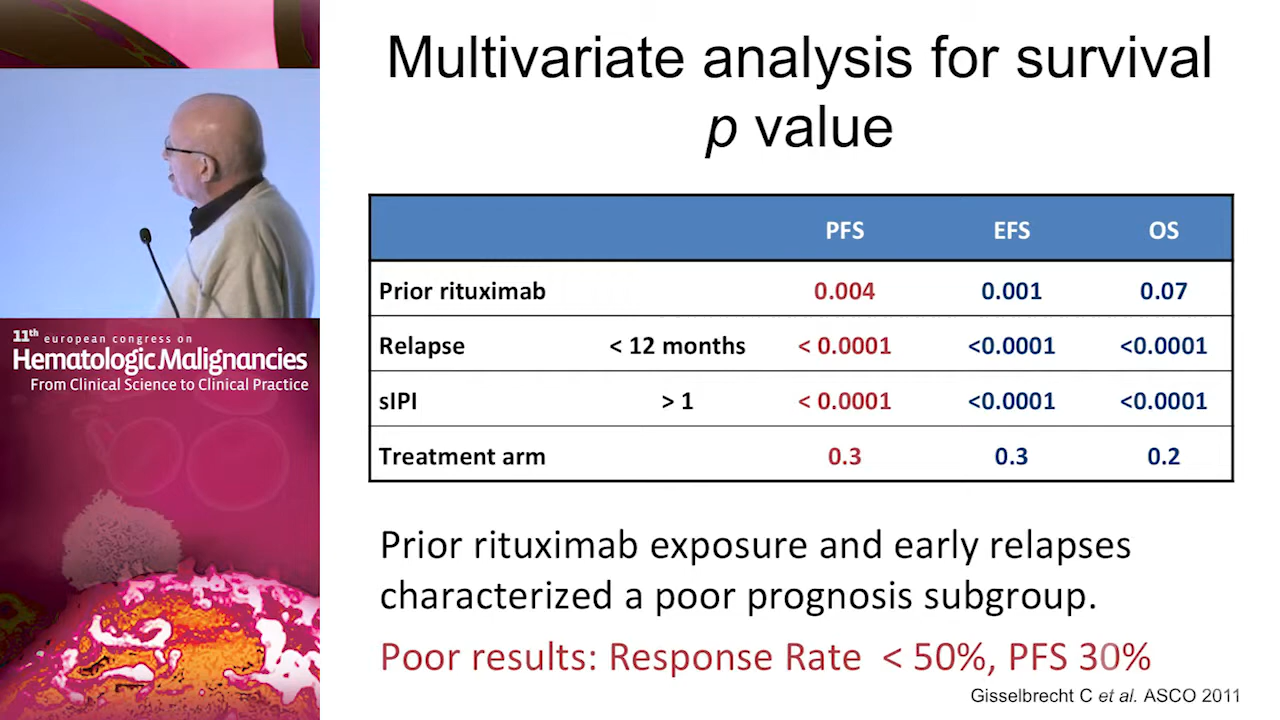 Multivariate analysis for survival
p value
PFS EFS OS
Prior rituximab 0.004 0.001 0.07
Relapse < 12 months < 0.0001 <0.0001 <0.0001
sIPI > 1 < 0.0001 <0.0001 <0.0001
Treatment arm 0.3 0.3 0.2
Prior rituximab exposure and early relapses
characterized a poor prognosis subgroup.
Poor results: Response Rate < 50%, PFS 30%
Gisselbrecht C et al. ASCO 2011
11th european congress on
Hematologic Malignancies
From Clinical Science to Clinical Practice